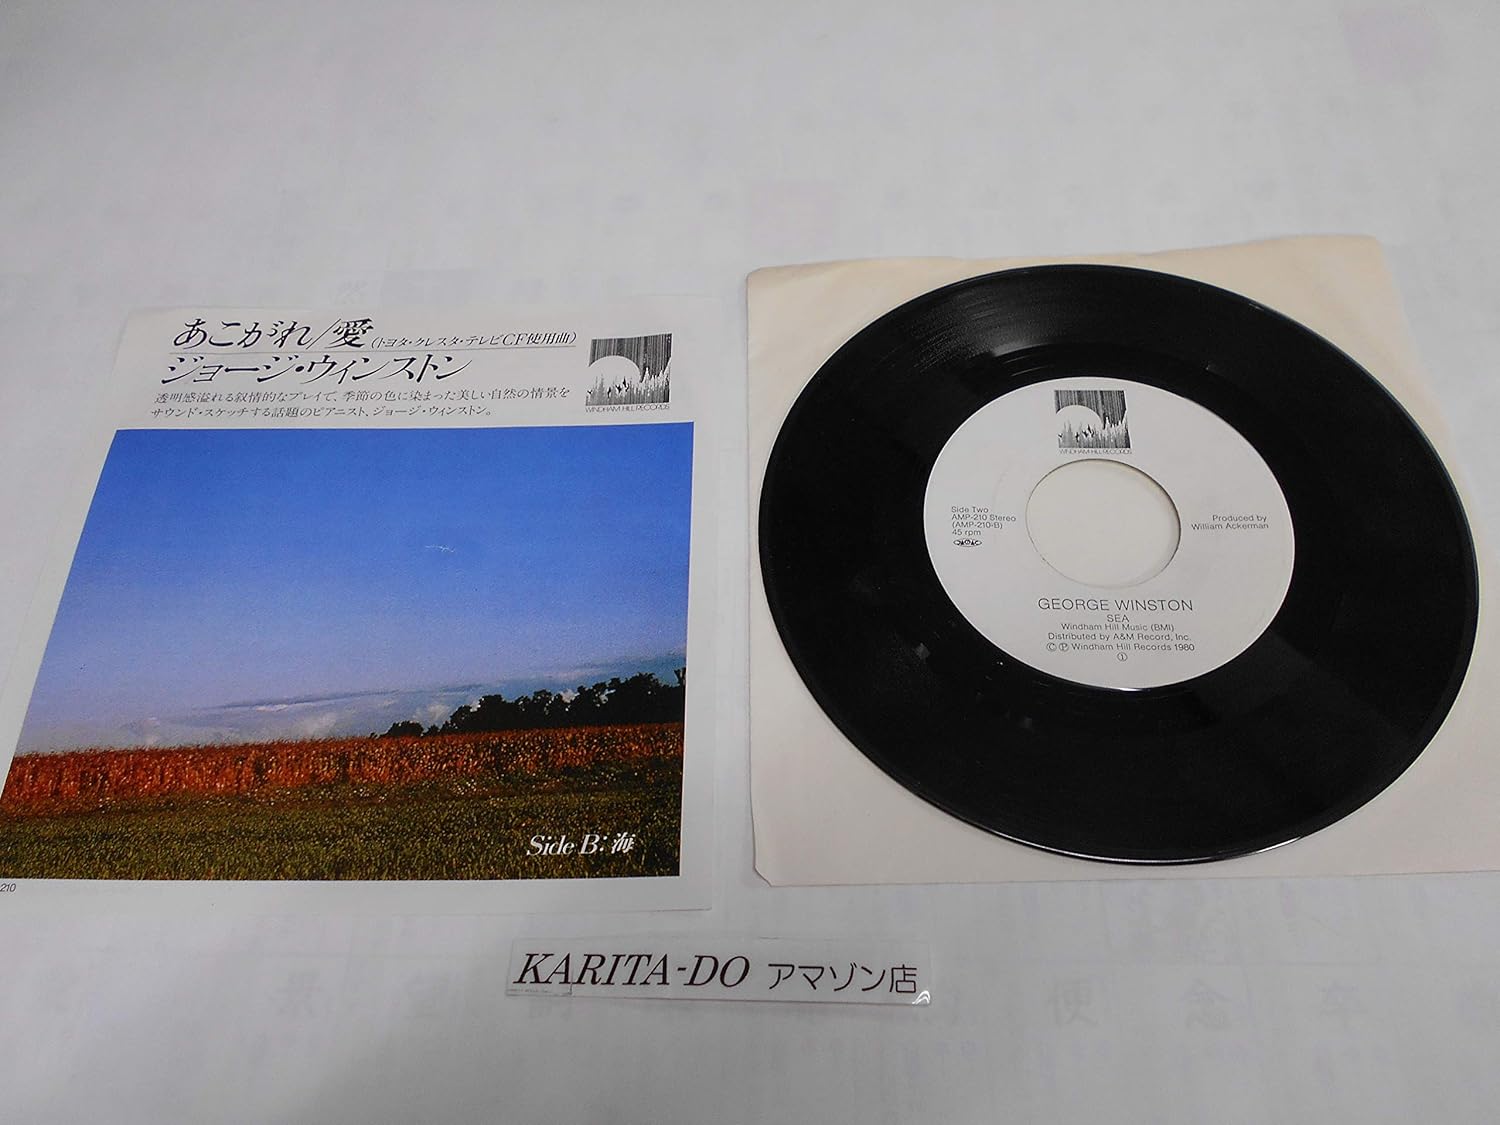 あこがれ/愛(トヨタ・クレスタ・テレビCF使用曲)
ジョージ・ウィンストン
透明感溢れる叙情的なプレイで、季節の色に染まった美しい自然の情景を
サウンド・スケッチする話題のピアニスト、ジョージ・ウィンストン。
WINDHAM HILL RECORDS
Side B:海
210
WINDHAM HILL RECORDS
Side Two
AMP-210 Stereo
(AMP-210-B)
45 rpm
Produced by
William Ackerman
GEORGE WINSTON
SEA
Windham Hill Music (BMI)
Distributed by A&M Record, Inc.
©℗ Windham Hill Records 1980
①
KARITA-DO アマゾン店